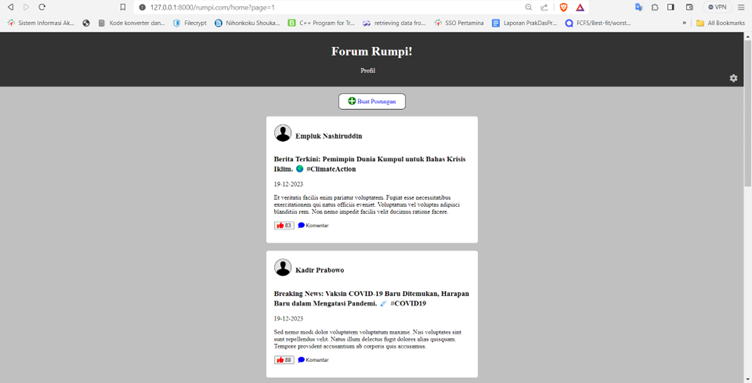 127.0.0.1:8000/rumpi.com/home?page=1
VPN
Sistem Informasi Ak...
Kode konverter dan...
Filecrypt
Nihonkoku Shouka...
C++ Program for Tr...
retrieving data fro...
SSO Pertamina
Laporan PrakDasPr...
FCFS/Best-fit/worst...
»
All Bookmarks
Forum Rumpi!
Profil
Buat Postingan
Empluk Nashiruddin
Berita Terkini: Pemimpin Dunia Kumpul untuk Bahas Krisis
Iklim. 🌍 #ClimateAction
19-12-2023
Et veritatis facilis enim pariatur voluptatem. Fugiat esse necessitatibus
exercitationem qui natus officiis eveniet. Voluptatum vel voluptas adipisci
blanditiis rem. Non nemo impedit facilis velit ducimus ratione facere.
83 Komentar
Kadir Prabowo
Breaking News: Vaksin COVID-19 Baru Ditemukan, Harapan
Baru dalam Mengatasi Pandemi. 💉 #COVID19
19-12-2023
Sed nemo modi dolor voluptatem voluptatum maxime. Nisi voluptates sint
sunt repellendus velit. Natus illum delectus fugit dolores alias quisquam.
Tempore provident accusantium ab corporis quis accusamus.
88 Komentar